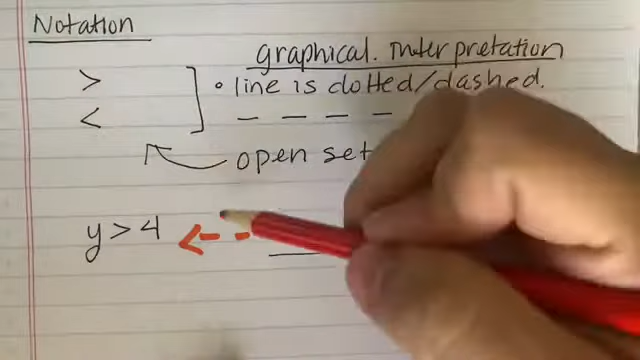 Notation
graphical. Interpretation
>
• line is dotted/dashed.
<
open set
y > 4